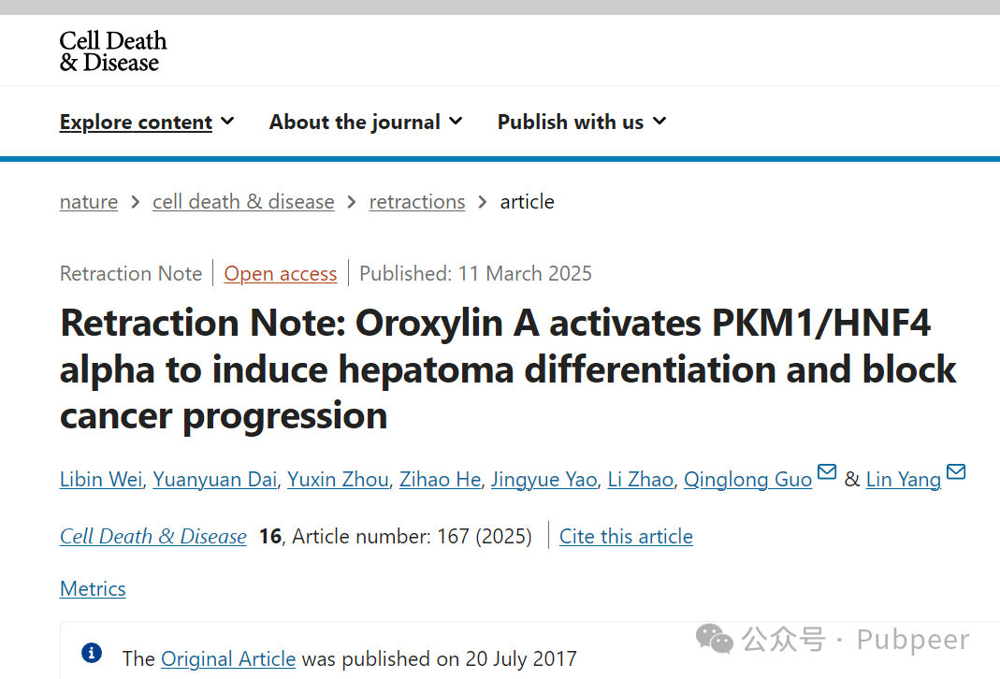 Cell Death
& Disease
Explore content
About the journal
Publish with us
nature > cell death & disease > retractions > article
Retraction Note | Open access | Published: 11 March 2025
Retraction Note: Oroxylin A activates PKM1/HNF4
alpha to induce hepatoma differentiation and block
cancer progression
Libin Wei, Yuanyuan Dai, Yuxin Zhou, Zihao He, Jingyue Yao, Li Zhao, Qinglong Guo & Lin Yang
Cell Death & Disease 16, Article number: 167 (2025) | Cite this article
Metrics
The Original Article was published on 20 July 2017
公众号 · Pubpeer